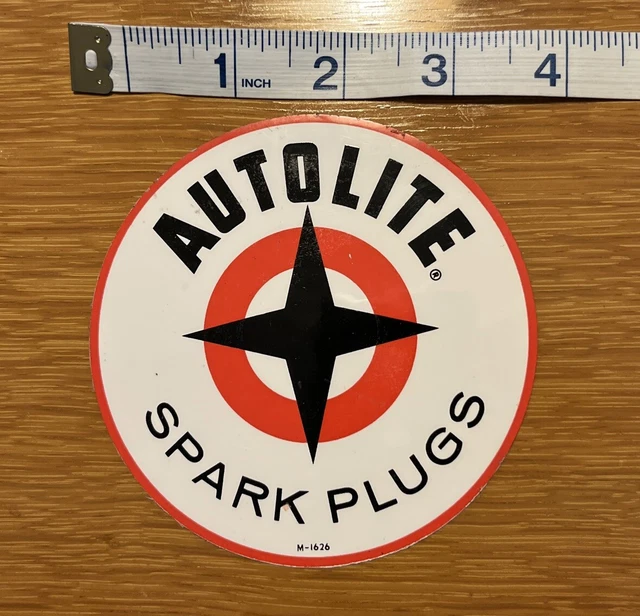 1 INCH 2 3 4
AUTOLITE®
SPARK PLUGS
M-1626